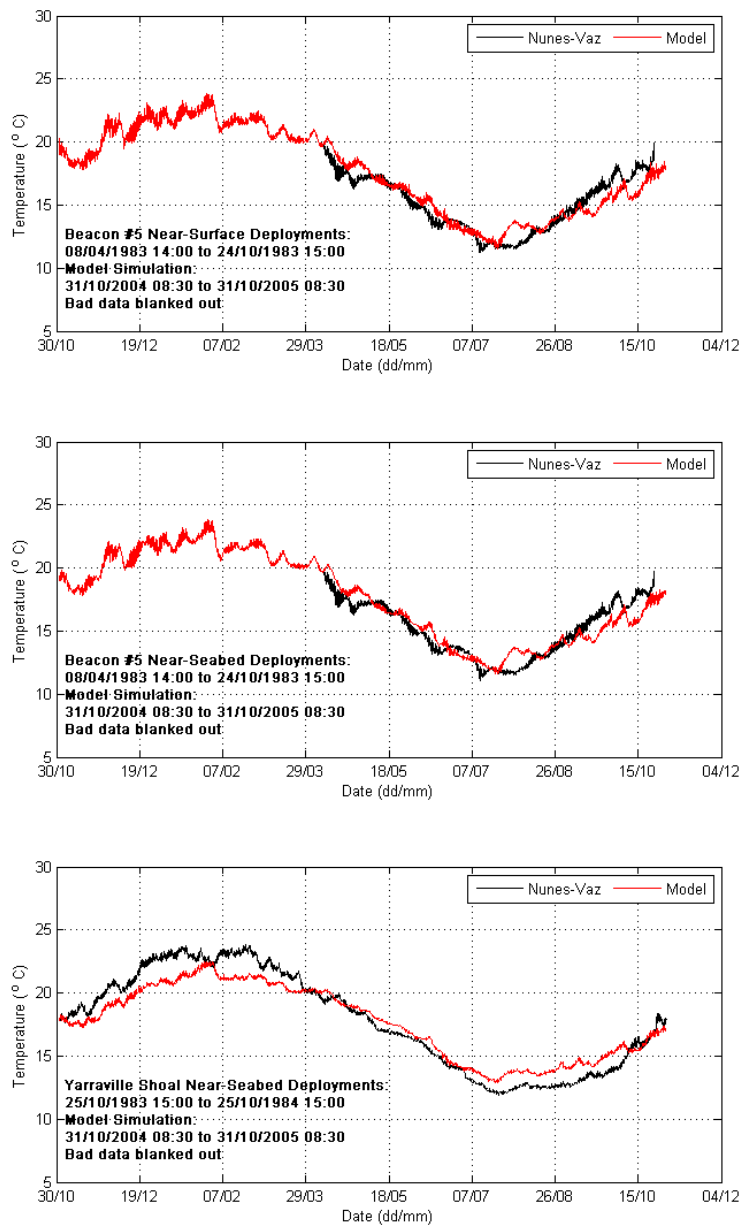 30
25
20
15
10
5
Temperature (° C)
Nunes-Vaz
Model
Beacon #5 Near-Surface Deployments:
08/04/1983 14:00 to 24/10/1983 15:00
Model Simulation:
31/10/2004 08:30 to 31/10/2005 08:30
Bad data blanked out
30/10 19/12 07/02 29/03 18/05 07/07 26/08 15/10 04/12
Date (dd/mm)
30
25
20
15
10
5
Temperature (° C)
Nunes-Vaz
Model
Beacon #5 Near-Seabed Deployments:
08/04/1983 14:00 to 24/10/1983 15:00
Model Simulation:
31/10/2004 08:30 to 31/10/2005 08:30
Bad data blanked out
30/10 19/12 07/02 29/03 18/05 07/07 26/08 15/10 04/12
Date (dd/mm)
30
25
20
15
10
5
Temperature (° C)
Nunes-Vaz
Model
Yarraville Shoal Near-Seabed Deployments:
25/10/1983 15:00 to 25/10/1984 15:00
Model Simulation:
31/10/2004 08:30 to 31/10/2005 08:30
Bad data blanked out
30/10 19/12 07/02 29/03 18/05 07/07 26/08 15/10 04/12
Date (dd/mm)